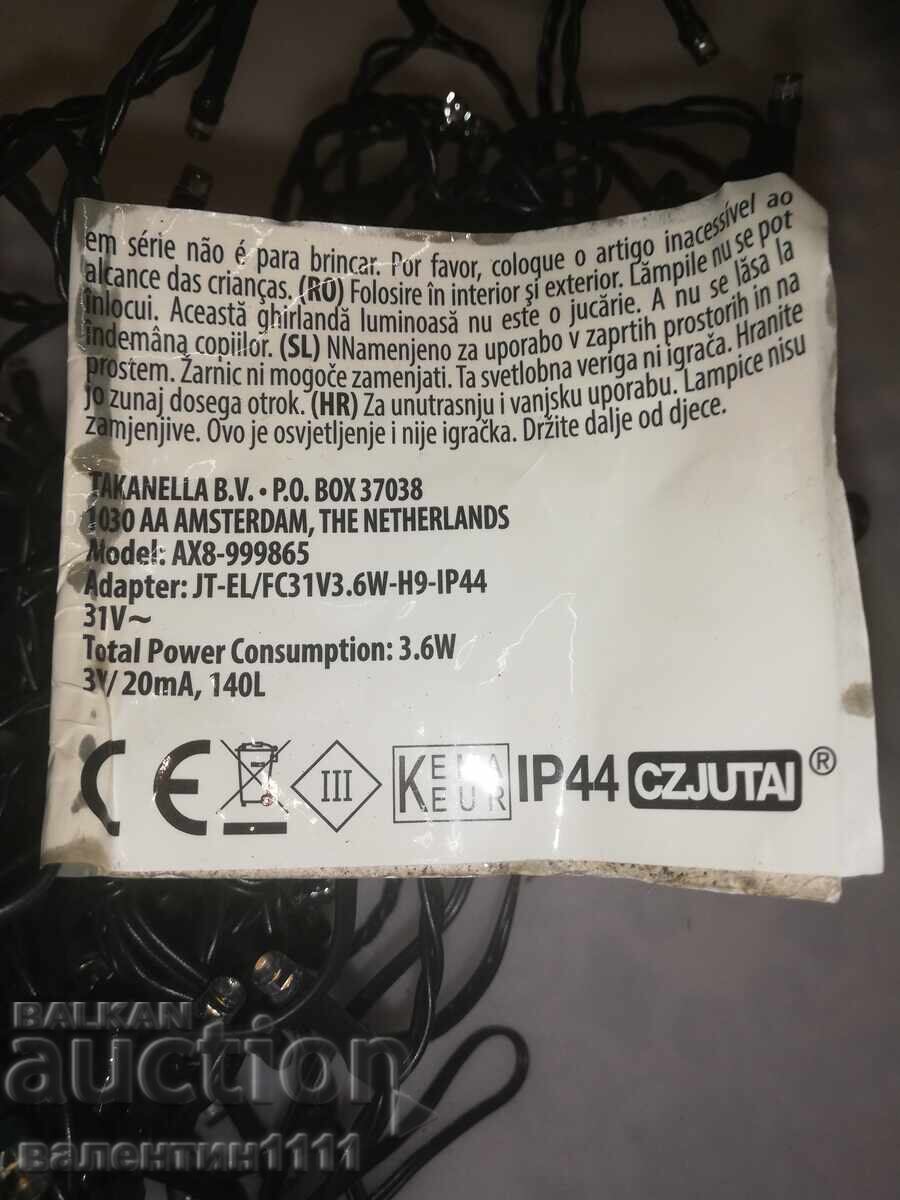 em série não é para brincar. Por favor, coloque o artigo inacessível ao
alcance das crianças. (RO) Folosire în interior şi exterior. Lămpile nu se pot
înlocui. Această ghirlandă luminoasă nu este o jucărie. A nu se lăsa la
îndemâna copiilor. (SL) NNamenjeno za uporabo v zaprtih prostorih in na
prostem. Žarnic ni mogoče zamenjati. Ta svetlobna veriga ni igrača. Hranite
jo zunaj dosega otrok. (HR) Za unutrasnju i vanjsku uporabu. Lampice nisu
zamjenjive. Ovo je osvjetljenje i nije igračka. Držite dalje od djece.
TAKANELLA B.V. • P.O. BOX 37038
1030 AA AMSTERDAM, THE NETHERLANDS
Model: AX8-999865
Adapter: JT-EL/FC31V3.6W-H9-IP44
31V~
Total Power Consumption: 3.6W
3V/ 20mA, 140L
CE III KEMA EUR IP44 CZJUTAI ®
BALKAN
auction
валентин1111